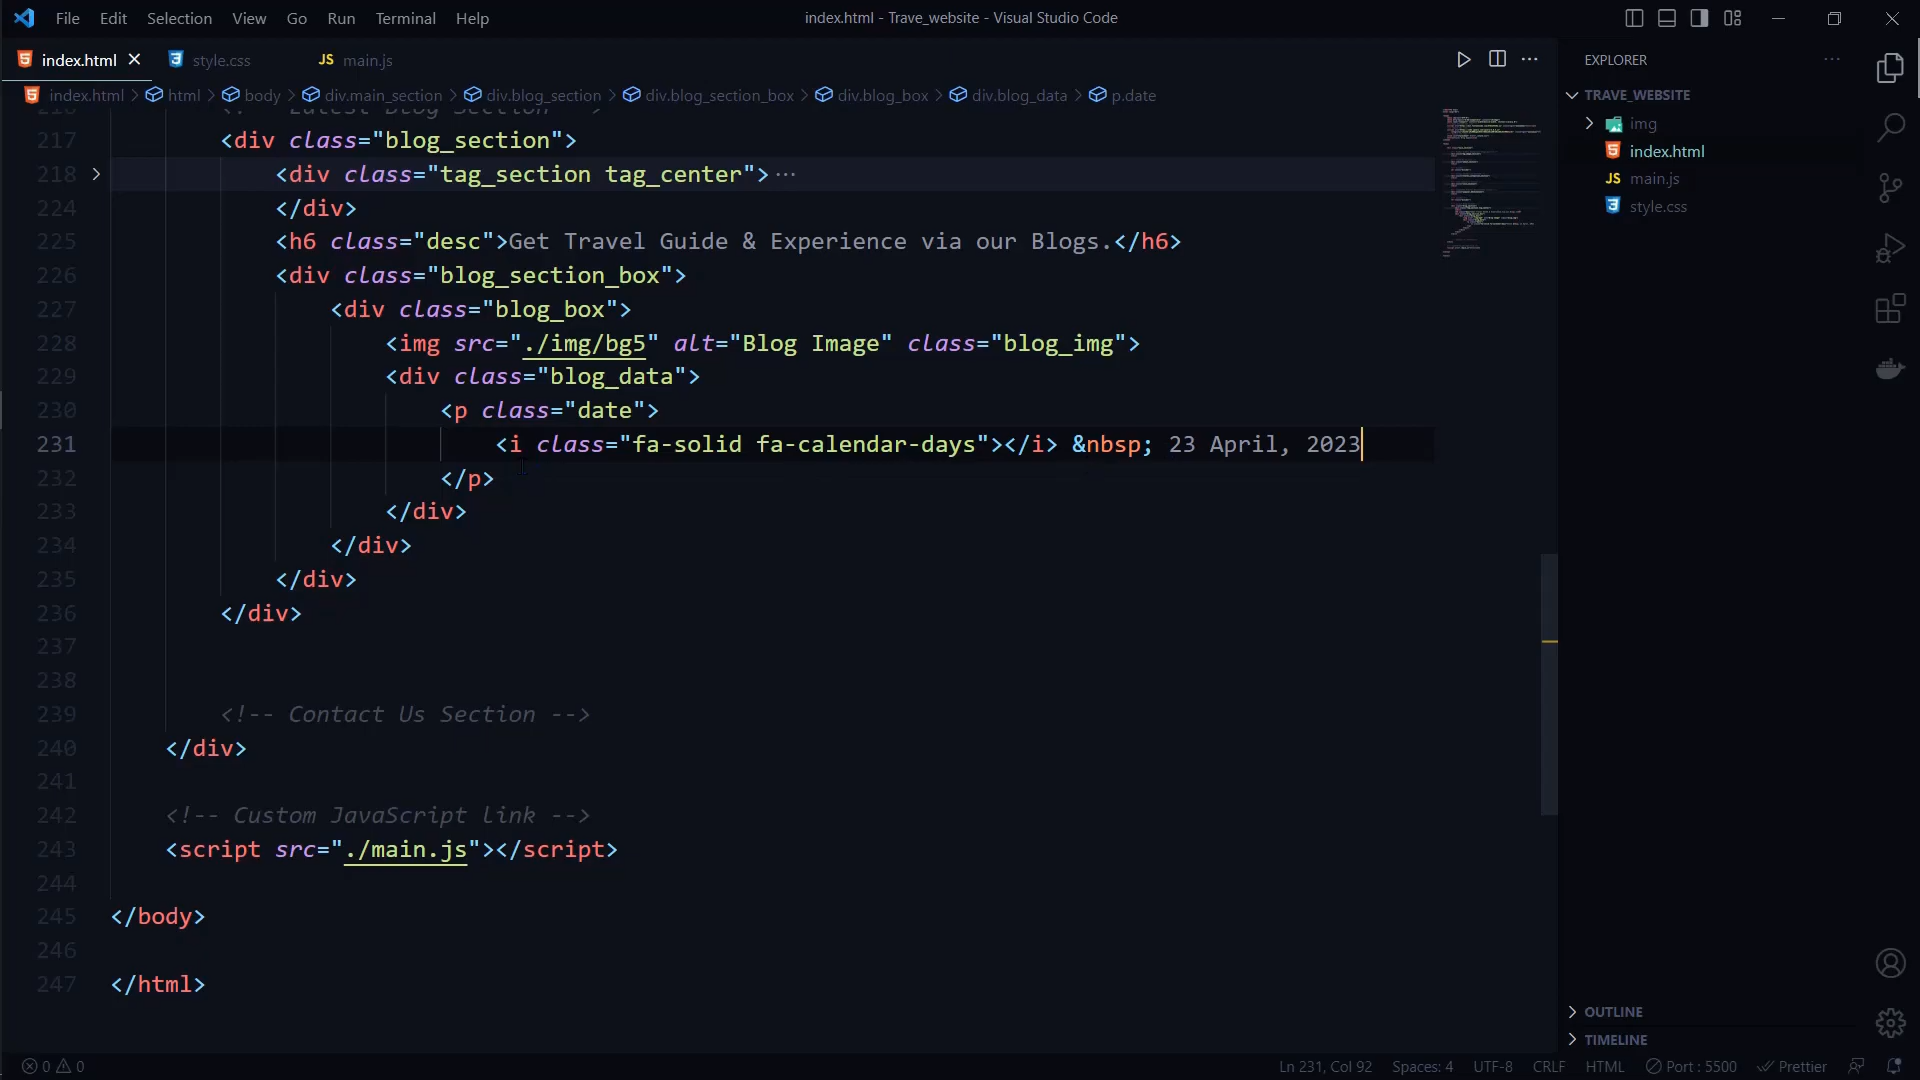 File Edit Selection View Go Run Terminal Help index.html - Trave_website - Visual Studio Code
index.html style.css JS main.js
EXPLORER
index.html > html > body > div.main_section > div.blog_section > div.blog_section_box > div.blog_box > div.blog_data > p.date
TRAVE_WEBSITE
img
index.html
JS main.js
style.css
217 <div class="blog_section">
218 <div class="tag_section tag_center">···
224 </div>
225 <h6 class="desc">Get Travel Guide & Experience via our Blogs.</h6>
226 <div class="blog_section_box">
227 <div class="blog_box">
228 <img src="./img/bg5" alt="Blog Image" class="blog_img">
229 <div class="blog_data">
230 <p class="date">
231 <i class="fa-solid fa-calendar-days"></i> &nbsp; 23 April, 2023
232 </p>
233 </div>
234 </div>
235 </div>
236 </div>
237
238
239 <!-- Contact Us Section -->
240 </div>
241
242 <!-- Custom JavaScript link -->
243 <script src="./main.js"></script>
244
245 </body>
246
247 </html>
OUTLINE
TIMELINE
0 0 Ln 231, Col 92 Spaces: 4 UTF-8 CRLF HTML Port : 5500 Prettier